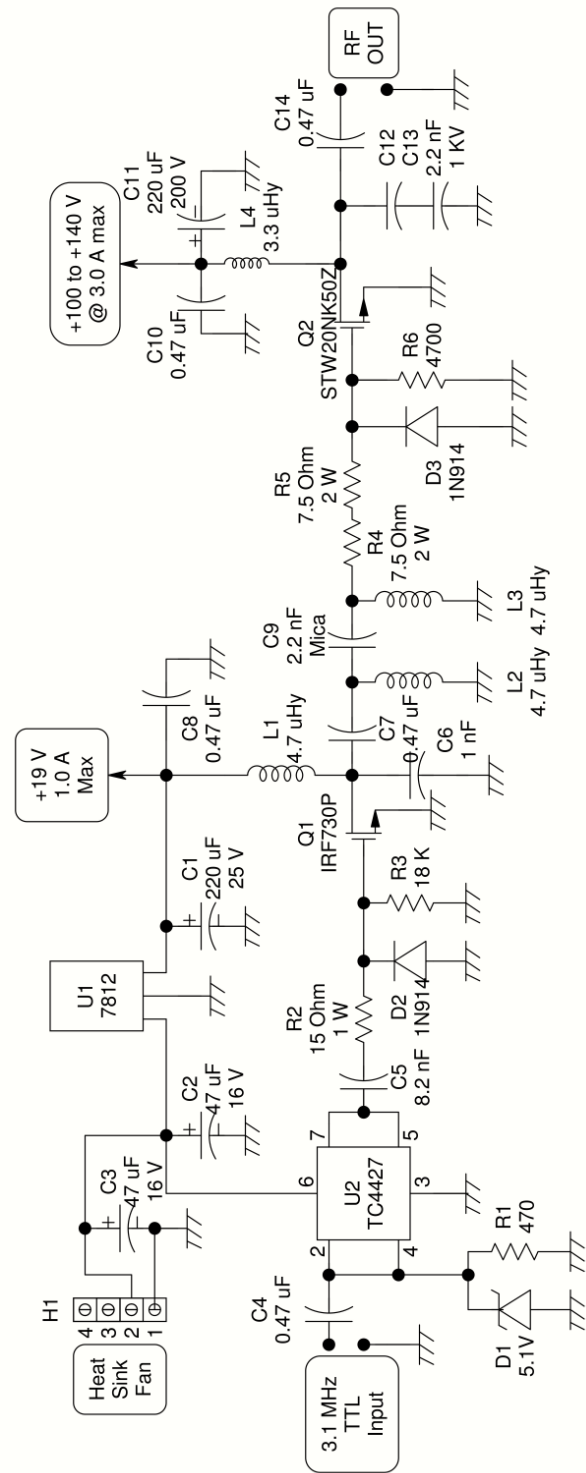 Heat
Sink
Fan
H1
4
3
2
1
C3
47 uF
16 V
+
C2
47 uF
16 V
+
U1
7812
C1
220 uF
25 V
+
+19 V
1.0 A
Max
C8
0.47 uF
+100 to +140 V
@ 3.0 A max
C10
0.47 uF
C11
220 uF
200 V
+
L4
3.3 uHy
C14
0.47 uF
RF
OUT
3.1 MHz
TTL
Input
C4
0.47 uF
D1
5.1V
R1
470
2
4
6
3
7
5
U2
TC4427
C5
8.2 nF
R2
15 Ohm
1 W
D2
1N914
R3
18 K
Q1
IRF730P
L1
4.7 uHy
C7
0.47 uF
C6
1 nF
C9
2.2 nF
Mica
L2
4.7 uHy
L3
4.7 uHy
R4
7.5 Ohm
2 W
R5
7.5 Ohm
2 W
D3
1N914
R6
4700
Q2
STW20NK50Z
C12
C13
2.2 nF
1 KV